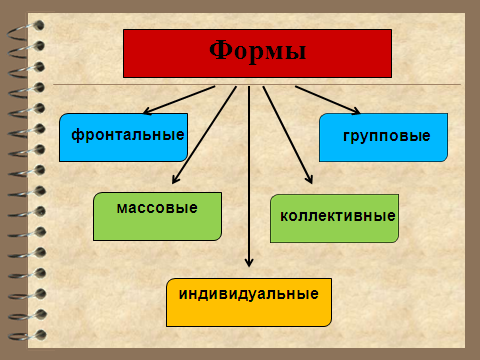 Формы
фронтальные
групповые
массовые
коллективные
индивидуальные